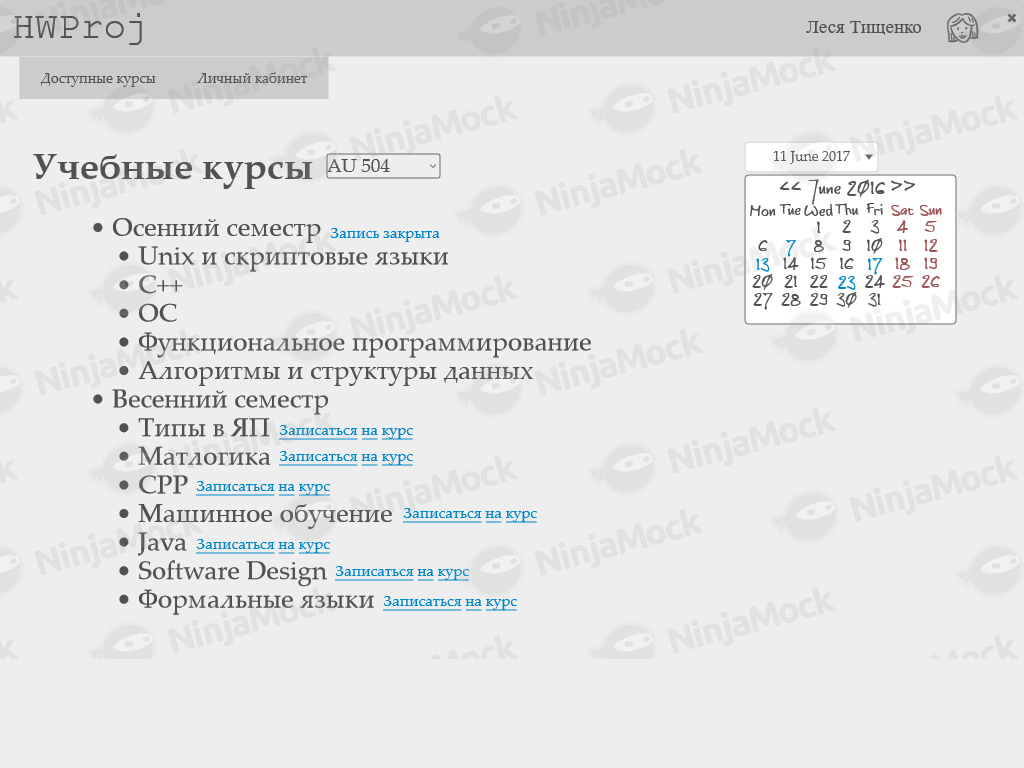 HWProj
Леся Тищенко
Доступные курсы
Личный кабинет
Учебные курсы
AU 504
• Осенний семестр Запись закрыта
• Unix и скриптовые языки
• C++
• ОС
• Функциональное программирование
• Алгоритмы и структуры данных
• Весенний семестр
• Типы в ЯП Записаться на курс
• Матлогика Записаться на курс
• CPP Записаться на курс
• Машинное обучение Записаться на курс
• Java Записаться на курс
• Software Design Записаться на курс
• Формальные языки Записаться на курс
11 June 2017
<< June 2016 >>
Mon Tue Wed Thu Fri Sat Sun
1 2 3 4 5
6 7 8 9 10 11 12
13 14 15 16 17 18 19
20 21 22 23 24 25 26
27 28 29 30 31
NinjaMock